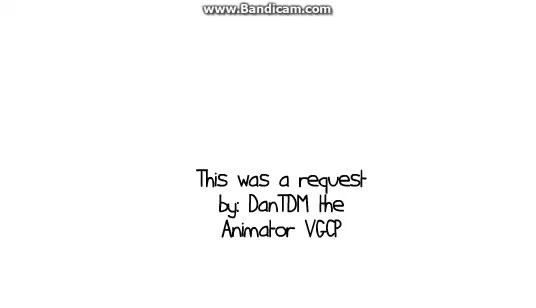 www.Bandicam.com
This was a request
by: DanTDM the
Animator VGCP